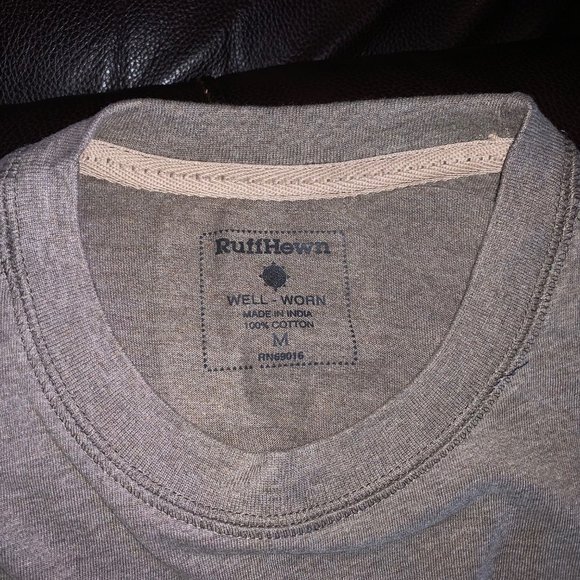 RuffHewn
WELL - WORN
MADE IN INDIA
100% COTTON
M
RN69016